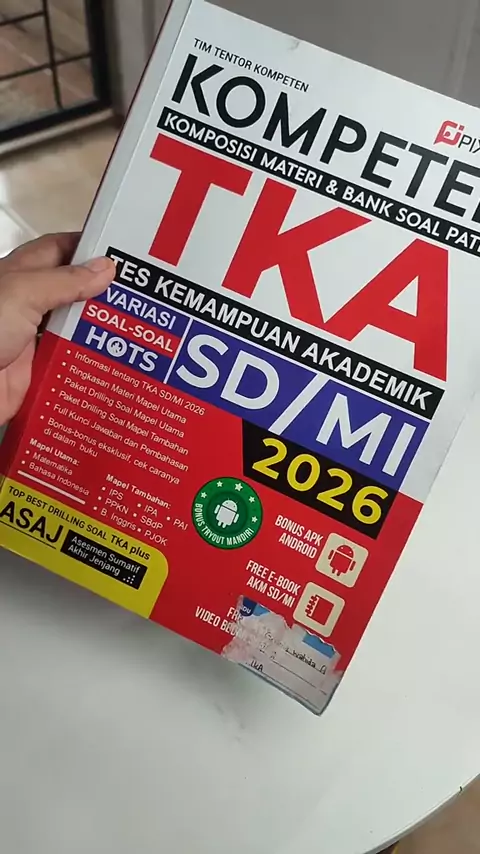 TIM TENTOR KOMPETEN
KOMPETE
PIX
KOMPOSISI MATERI & BANK SOAL PATE
TKA
TES KEMAMPUAN AKADEMIK
VARIASI
SOAL-SOAL
HOTS
SD/MI
2026
• Informasi tentang TKA SD/MI 2026
• Ringkasan Materi Mapel Utama
• Paket Drilling Soal Mapel Utama
• Paket Drilling Soal Mapel Tambahan
• Full Kunci Jawaban dan Pembahasan
• Bonus-bonus eksklusif, cek caranya
di dalam buku
Mapel Utama:
• Matematika
• Bahasa Indonesia
Mapel Tambahan:
• IPS • IPA • PAI
• PPKN • SBdP
• B. Inggris • PJOK
TOP BEST DRILLING SOAL TKA plus
ASAJ
Asesmen Sumatif
Akhir Jenjang
BONUS TRYOUT MANDIRI
BONUS APK
ANDROID
FREE E-BOOK
AKM SD/MI
VIDEO
TKA